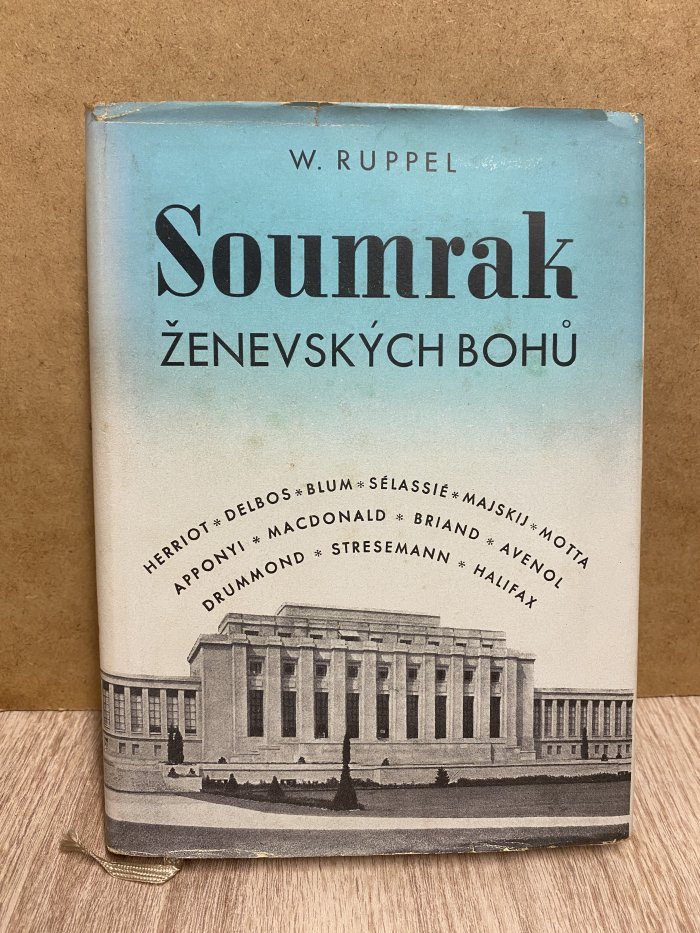 W. RUPPEL
Soumrak
ŽENEVSKÝCH BOHŮ
HERRIOT * DELBOS * BLUM * SÉLASSIÉ * MAJSKIJ * MOTTA
APPONYI * MACDONALD * BRIAND * AVENOL
DRUMMOND * STRESEMANN * HALIFAX